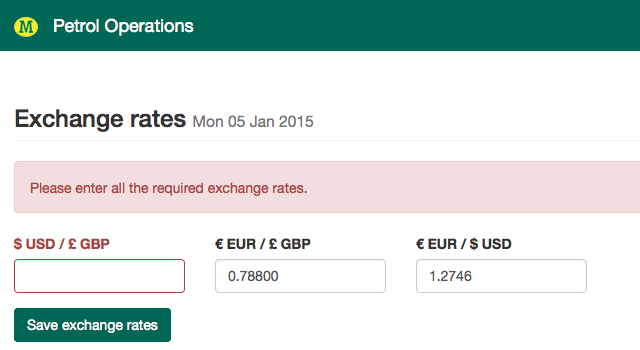 M Petrol Operations
Exchange rates Mon 05 Jan 2015
Please enter all the required exchange rates.
$ USD / £ GBP € EUR / £ GBP € EUR / $ USD
0.78800 1.2746
Save exchange rates